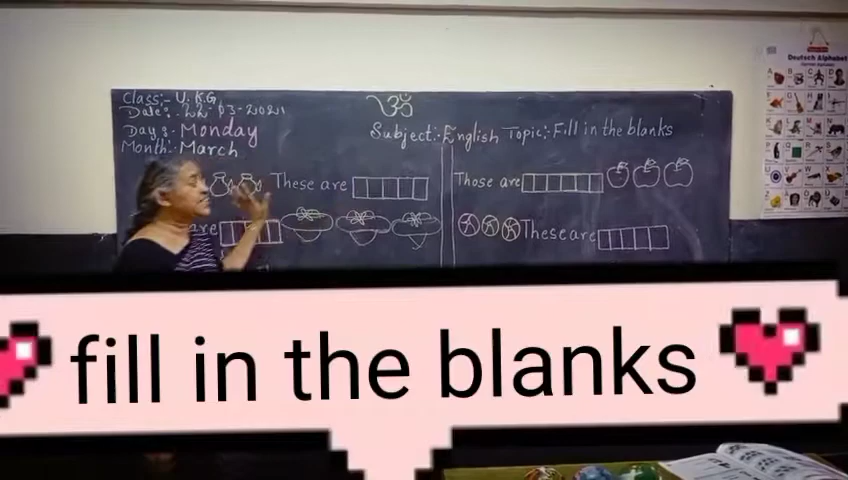 Class:- U.K.G.
Date:- 22-03-2021
Day:- Monday
Month:- March
ॐ
Subject:- English Topic:- Fill in the blanks
These are
are
Those are
These are
Deutsch Alphabet
fill in the blanks